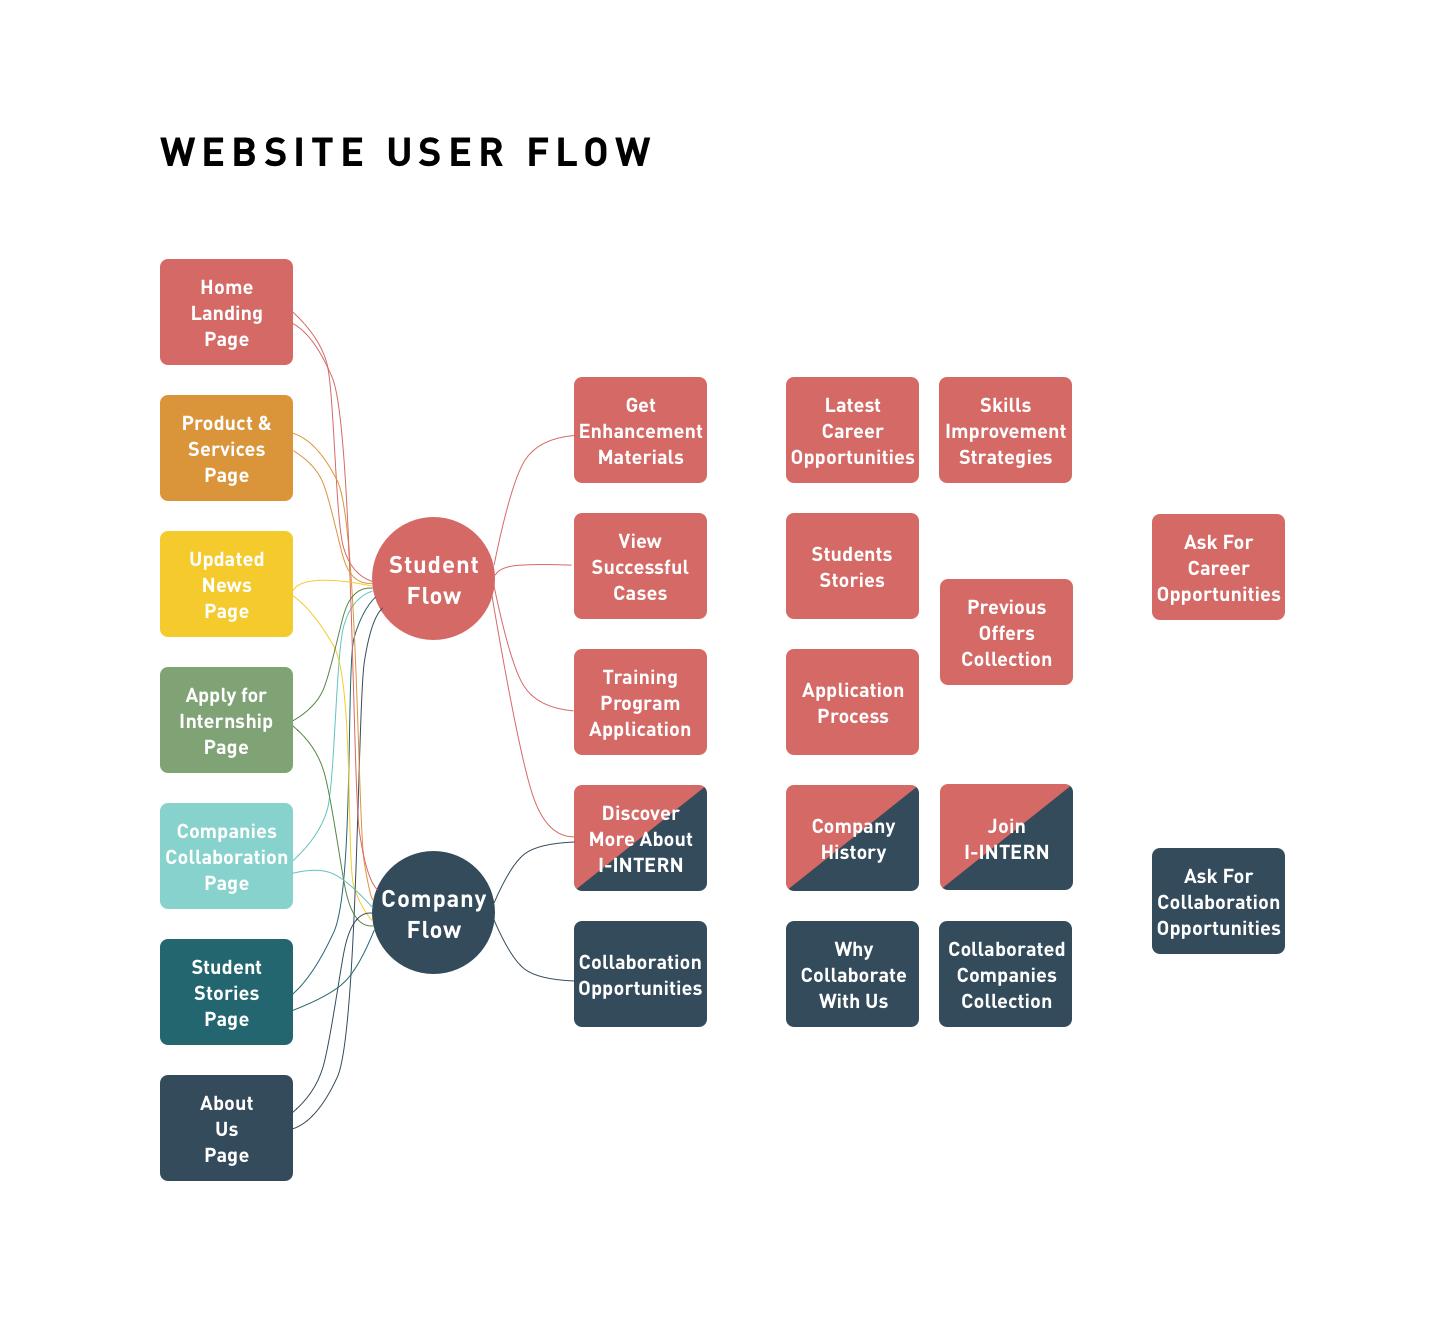 WEBSITE USER FLOW
Home
Landing
Page
Product &
Services
Page
Updated
News
Page
Apply for
Internship
Page
Companies
Collaboration
Page
Student
Stories
Page
About
Us
Page
Student
Flow
Company
Flow
Get
Enhancement
Materials
View
Successful
Cases
Training
Program
Application
Discover
More About
I-INTERN
Collaboration
Opportunities
Latest
Career
Opportunities
Students
Stories
Application
Process
Company
History
Why
Collaborate
With Us
Skills
Improvement
Strategies
Previous
Offers
Collection
Join
I-INTERN
Collaborated
Companies
Collection
Ask For
Career
Opportunities
Ask For
Collaboration
Opportunities